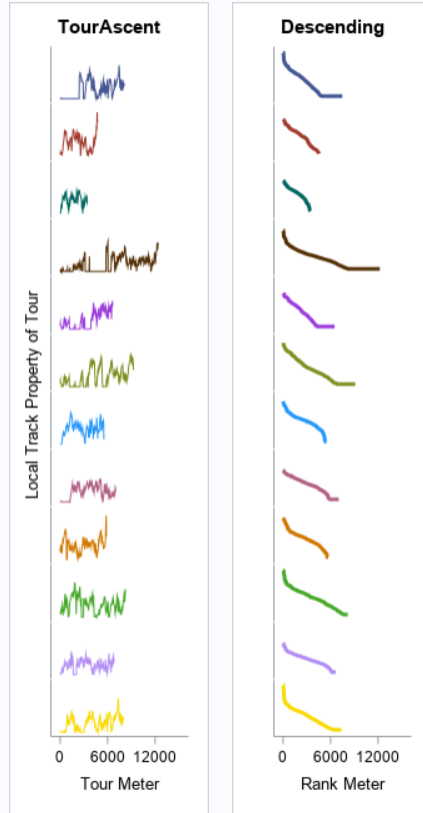 TourAscent
Descending
Local Track Property of Tour
0 6000 12000
0 6000 12000
Tour Meter
Rank Meter